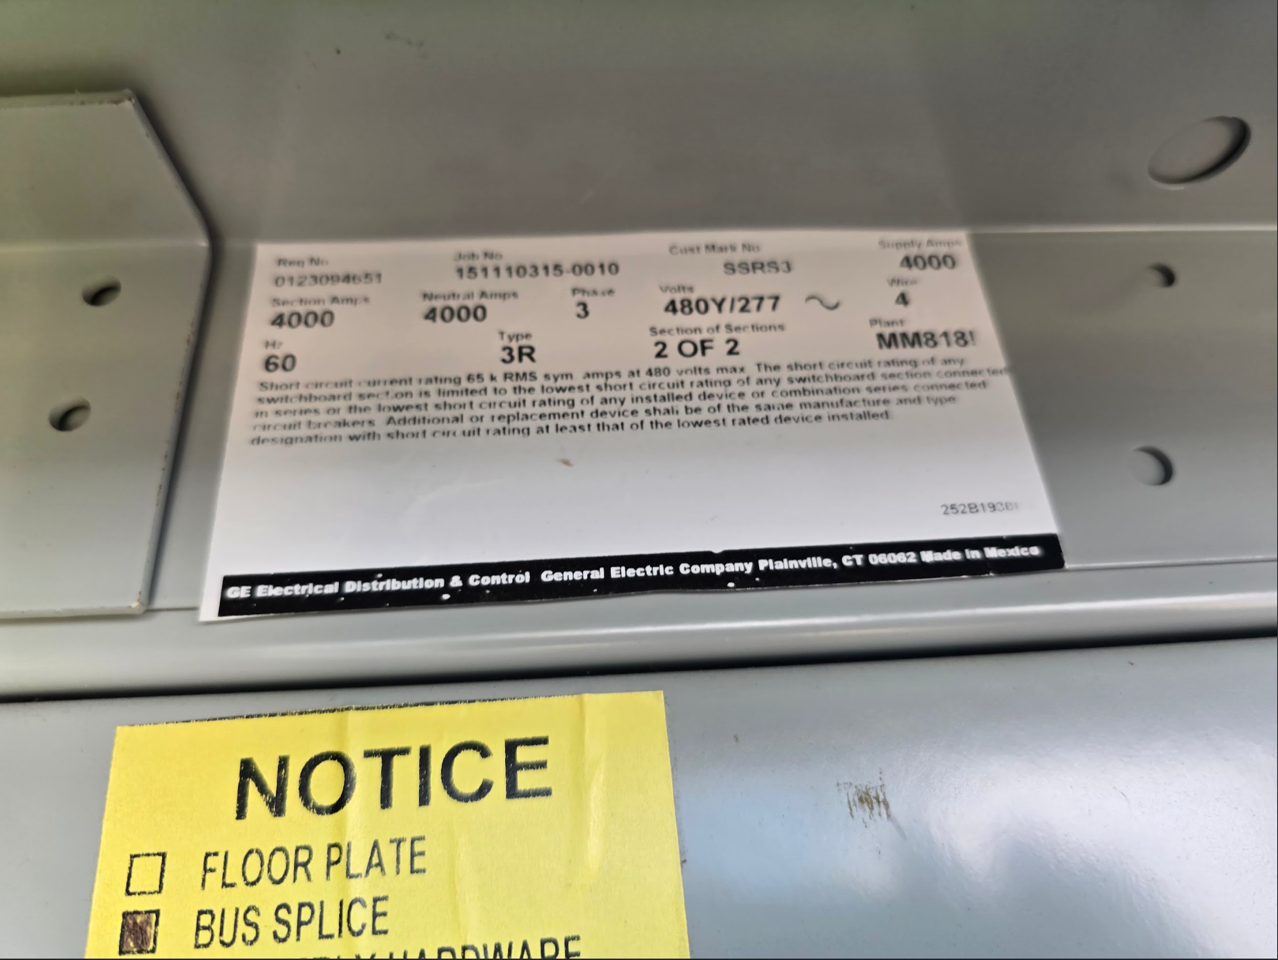 Req No Job No Cust Mark No Supply Amps
0123094651 151110315-0010 SSRS3 4000
Section Amps Neutral Amps Phase Volts Wire
4000 4000 3 480Y/277 4
Hz Type Section of Sections Plant
60 3R 2 OF 2 MM818
Short circuit current rating 65 k RMS sym. amps at 480 volts max. The short circuit rating of any
switchboard section is limited to the lowest short circuit rating of any switchboard section connected
in series or the lowest short circuit rating of any installed device or combination series connected
circuit breakers. Additional or replacement device shall be of the same manufacture and type
designation with short circuit rating at least that of the lowest rated device installed.
GE Electrical Distribution & Control General Electric Company Plainville, CT 06062 Made in Mexico
NOTICE
FLOOR PLATE
BUS SPLICE
HARDWARE